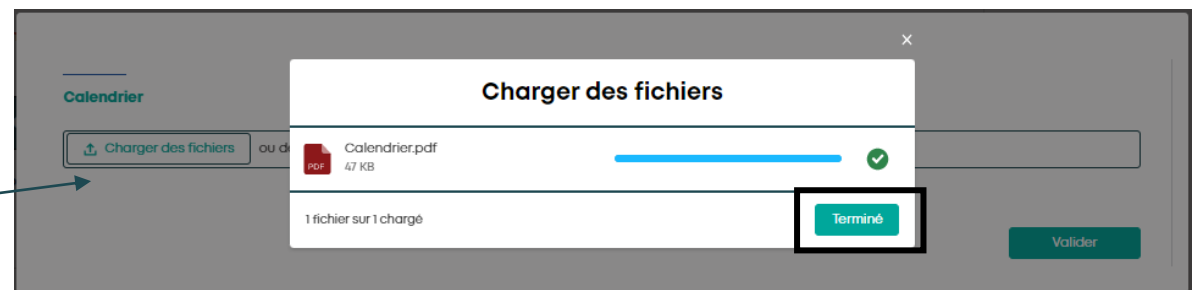 ×
Charger des fichiers
Calendrier
Charger des fichiers ou d
Calendrier.pdf
PDF 47 KB
1 fichier sur 1 chargé
Terminé
Valider